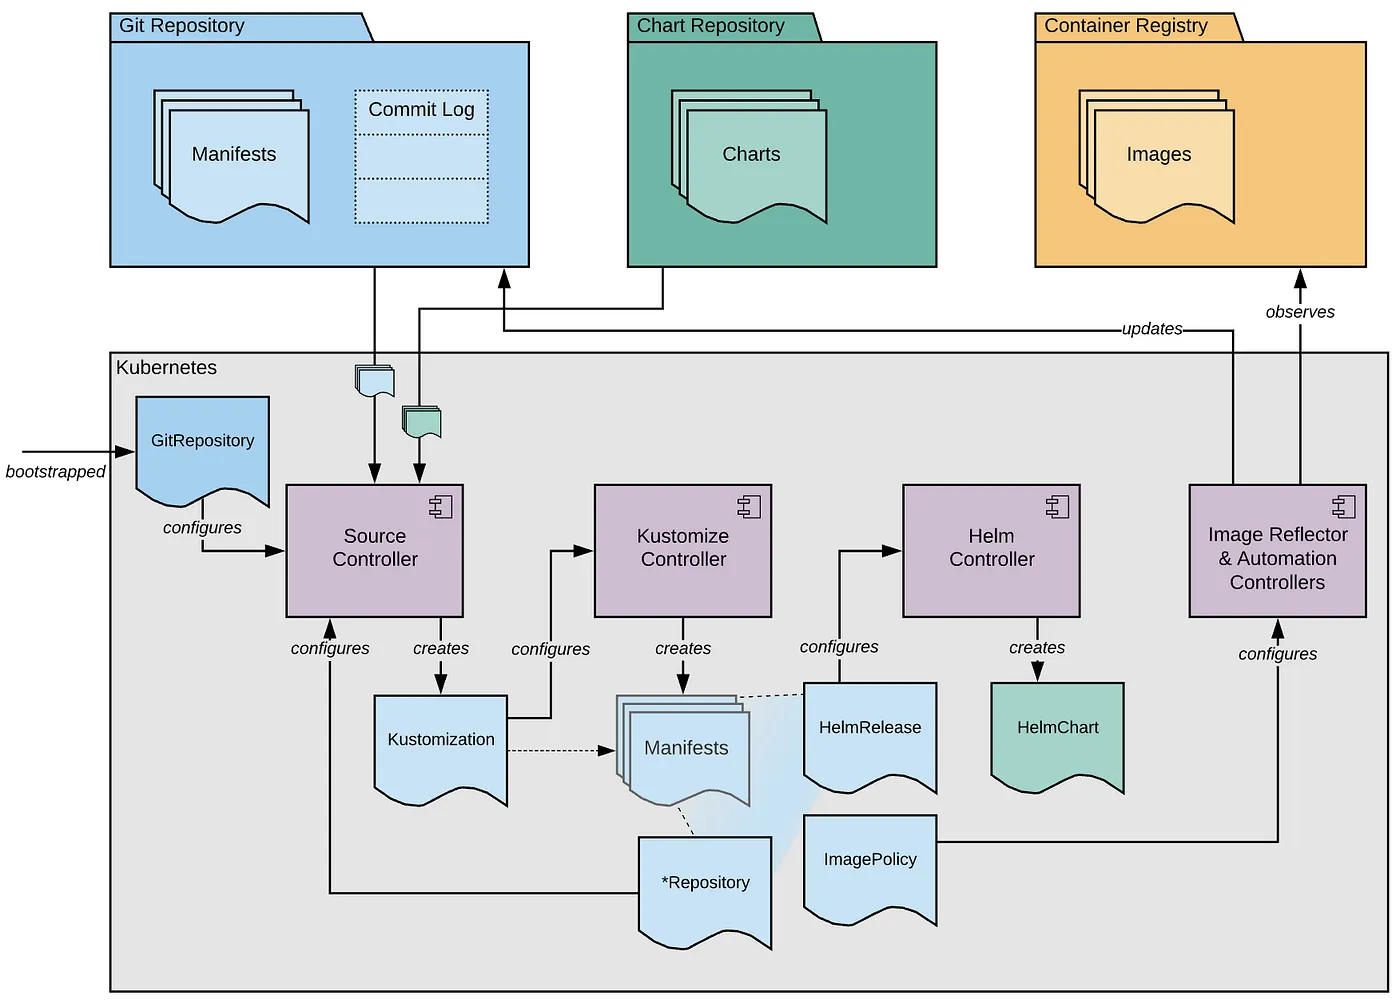 Git Repository
Chart Repository
Container Registry
Manifests
Commit Log
Charts
Images
observes
updates
Kubernetes
GitRepository
bootstrapped
configures
Source
Controller
Kustomize
Controller
Helm
Controller
Image Reflector
& Automation
Controllers
configures
creates
configures
creates
configures
creates
configures
Kustomization
Manifests
HelmRelease
HelmChart
*Repository
ImagePolicy